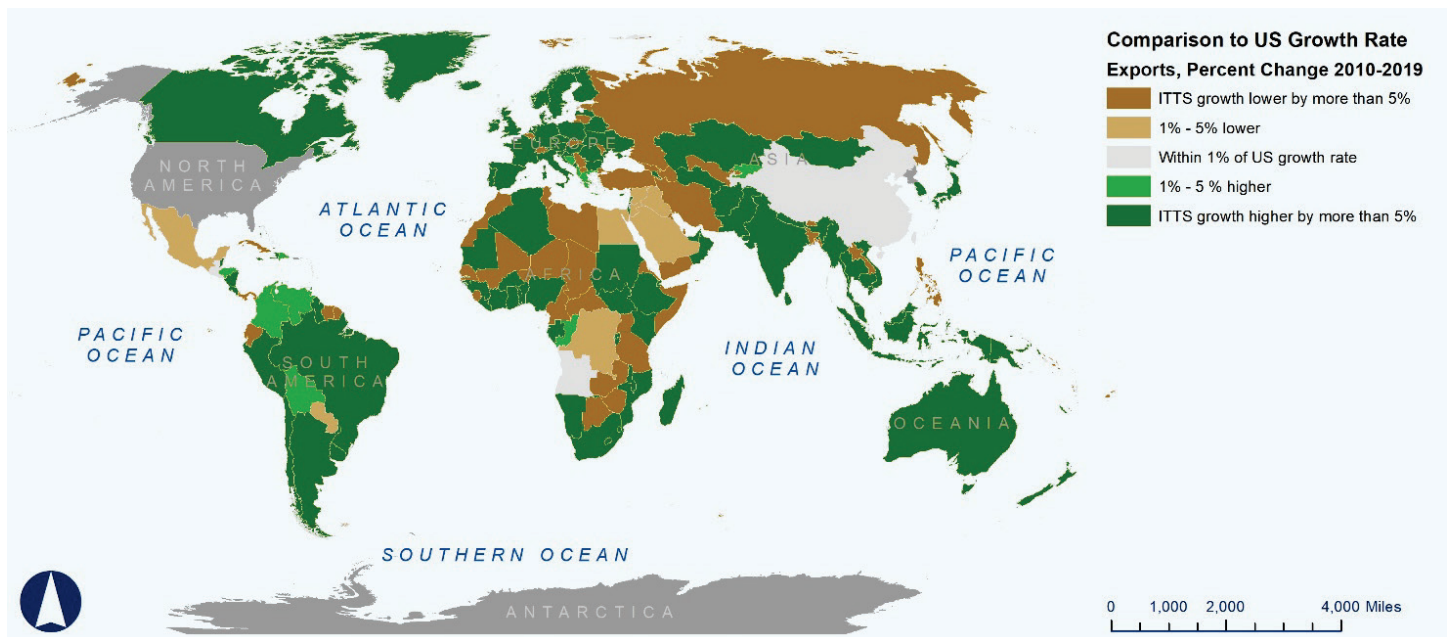 Comparison to US Growth Rate
Exports, Percent Change 2010-2019
ITTS growth lower by more than 5%
1% - 5% lower
Within 1% of US growth rate
1% - 5 % higher
ITTS growth higher by more than 5%
NORTH
AMERICA
EUROPE
ASIA
ATLANTIC
OCEAN
PACIFIC
OCEAN
AFRICA
PACIFIC
OCEAN
SOUTH
AMERICA
INDIAN
OCEAN
OCEANIA
SOUTHERN OCEAN
ANTARCTICA
0 1,000 2,000 4,000 Miles